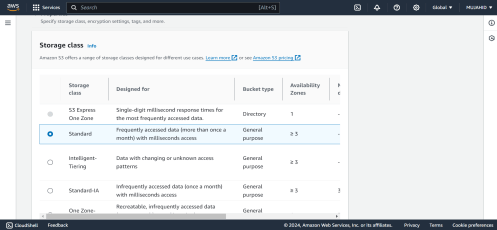 aws
Services
Search
[Alt+S]
Global
MUJAHID
Specify storage class, encryption settings, tags, and more.
Storage class Info
Amazon S3 offers a range of storage classes designed for different use cases. Learn more or see Amazon S3 pricing
Storage class
Designed for
Bucket type
Availability Zones
S3 Express One Zone
Single-digit millisecond response times for the most frequently accessed data.
Directory
1
-
Standard
Frequently accessed data (more than once a month) with milliseconds access
General purpose
≥ 3
-
Intelligent-Tiering
Data with changing or unknown access patterns
General purpose
≥ 3
-
Standard-IA
Infrequently accessed data (once a month) with milliseconds access
General purpose
≥ 3
3
One Zone-
Recreatable, infrequently accessed data
General
CloudShell
Feedback
© 2024, Amazon Web Services, Inc. or its affiliates.
Privacy
Terms
Cookie preferences